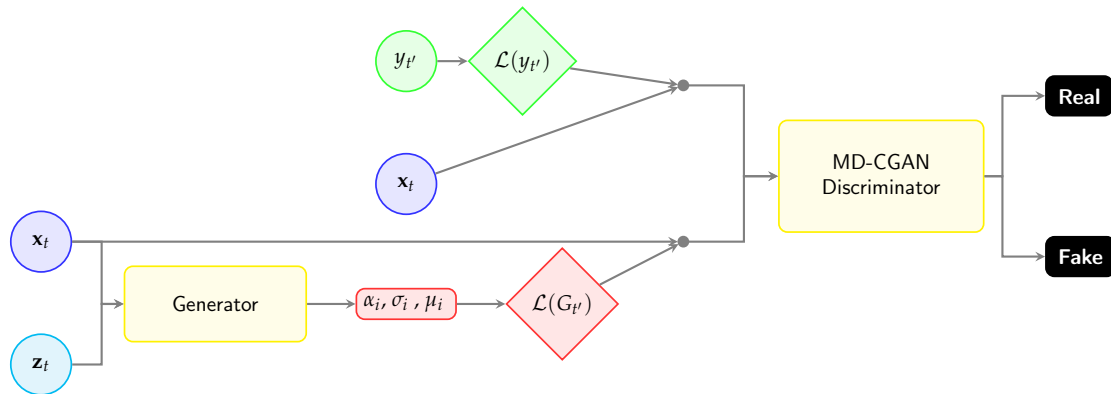 y_{t'}
𝓛(y_{t'})
𝐱_t
MD-CGAN
Discriminator
Real
Fake
𝐱_t
Generator
α_i, σ_i , μ_i
𝓛(G_{t'})
𝐳_t